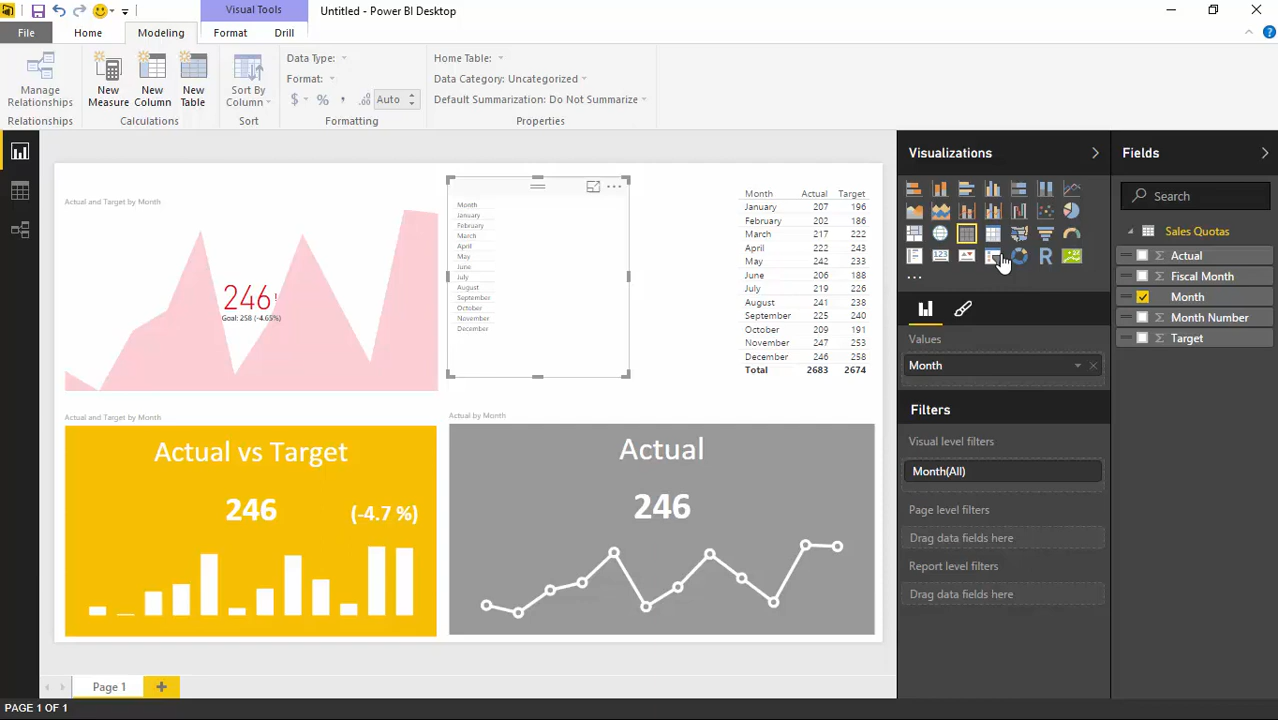 Visual Tools
Untitled - Power BI Desktop
File
Home
Modeling
Format
Drill
Manage Relationships
Relationships
New Measure
New Column
New Table
Calculations
Sort By Column
Sort
Data Type:
Format:
$ % , .00 Auto
Formatting
Home Table:
Data Category: Uncategorized
Default Summarization: Do Not Summarize
Properties
Actual and Target by Month
246!
Goal: 258 (-4.65%)
Month
January
February
March
April
May
June
July
August
September
October
November
December
Month Actual Target
January 207 196
February 202 186
March 217 222
April 222 243
May 242 233
June 206 188
July 219 226
August 241 238
September 225 240
October 209 191
November 247 253
December 246 258
Total 2683 2674
Actual and Target by Month
Actual vs Target
246 (-4.7 %)
Actual by Month
Actual
246
Visualizations
R
123
Values
Month
Filters
Visual level filters
Month(All)
Page level filters
Drag data fields here
Report level filters
Drag data fields here
Fields
Search
Sales Quotas
Actual
Fiscal Month
Month
Month Number
Target
Page 1
PAGE 1 OF 1